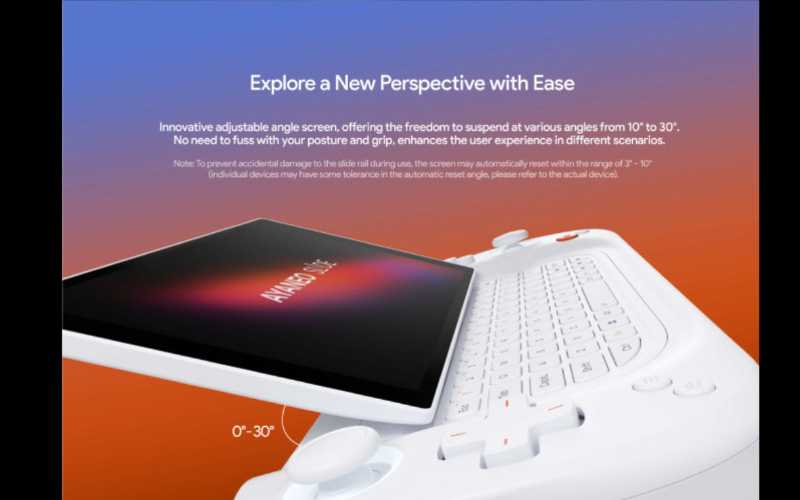 Explore a New Perspective with Ease
Innovative adjustable angle screen, offering the freedom to suspend at various angles from 10° to 30°.
No need to fuss with your posture and grip, enhances the user experience in different scenarios.
Note: To prevent accidental damage to the slide rail during use, the screen may automatically reset within the range of 3° - 10°
(individual devices may have some tolerance in the automatic reset angle, please refer to the actual device).
AYANEO SLIDE
0°-30°
Caps